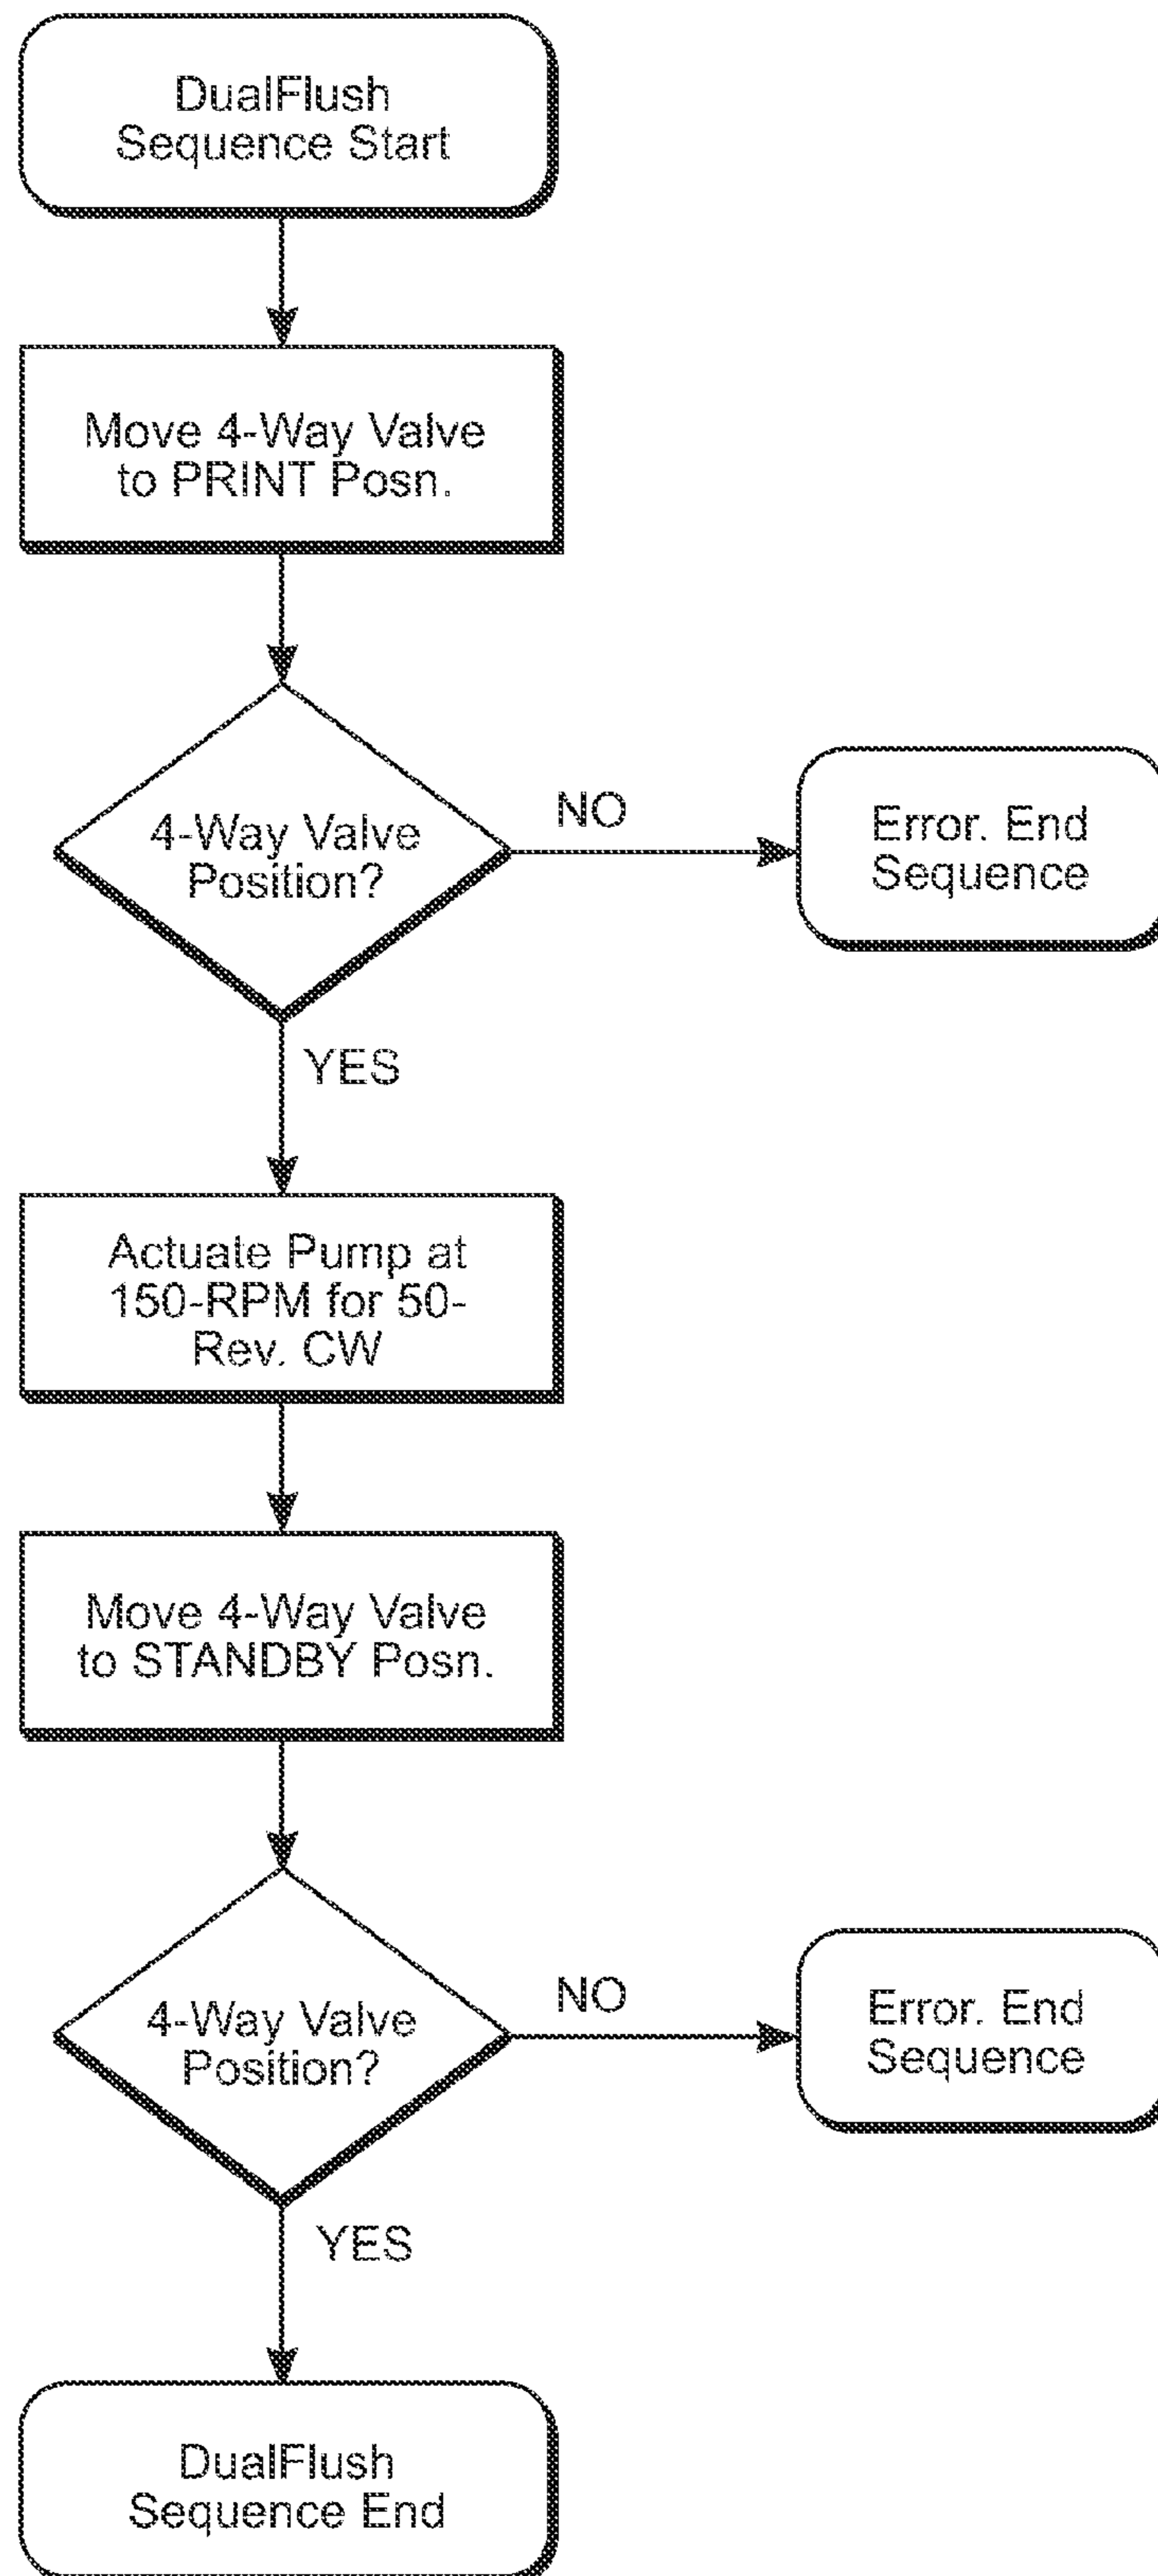 DualFlush
Sequence Start
Move 4-Way Valve
to PRINT Posn.
4-Way Valve
Position?
NO
Error. End
Sequence
YES
Actuate Pump at
150-RPM for 50-
Rev. CW
Move 4-Way Valve
to STANDBY Posn.
4-Way Valve
Position?
NO
Error. End
Sequence
YES
DualFlush
Sequence End